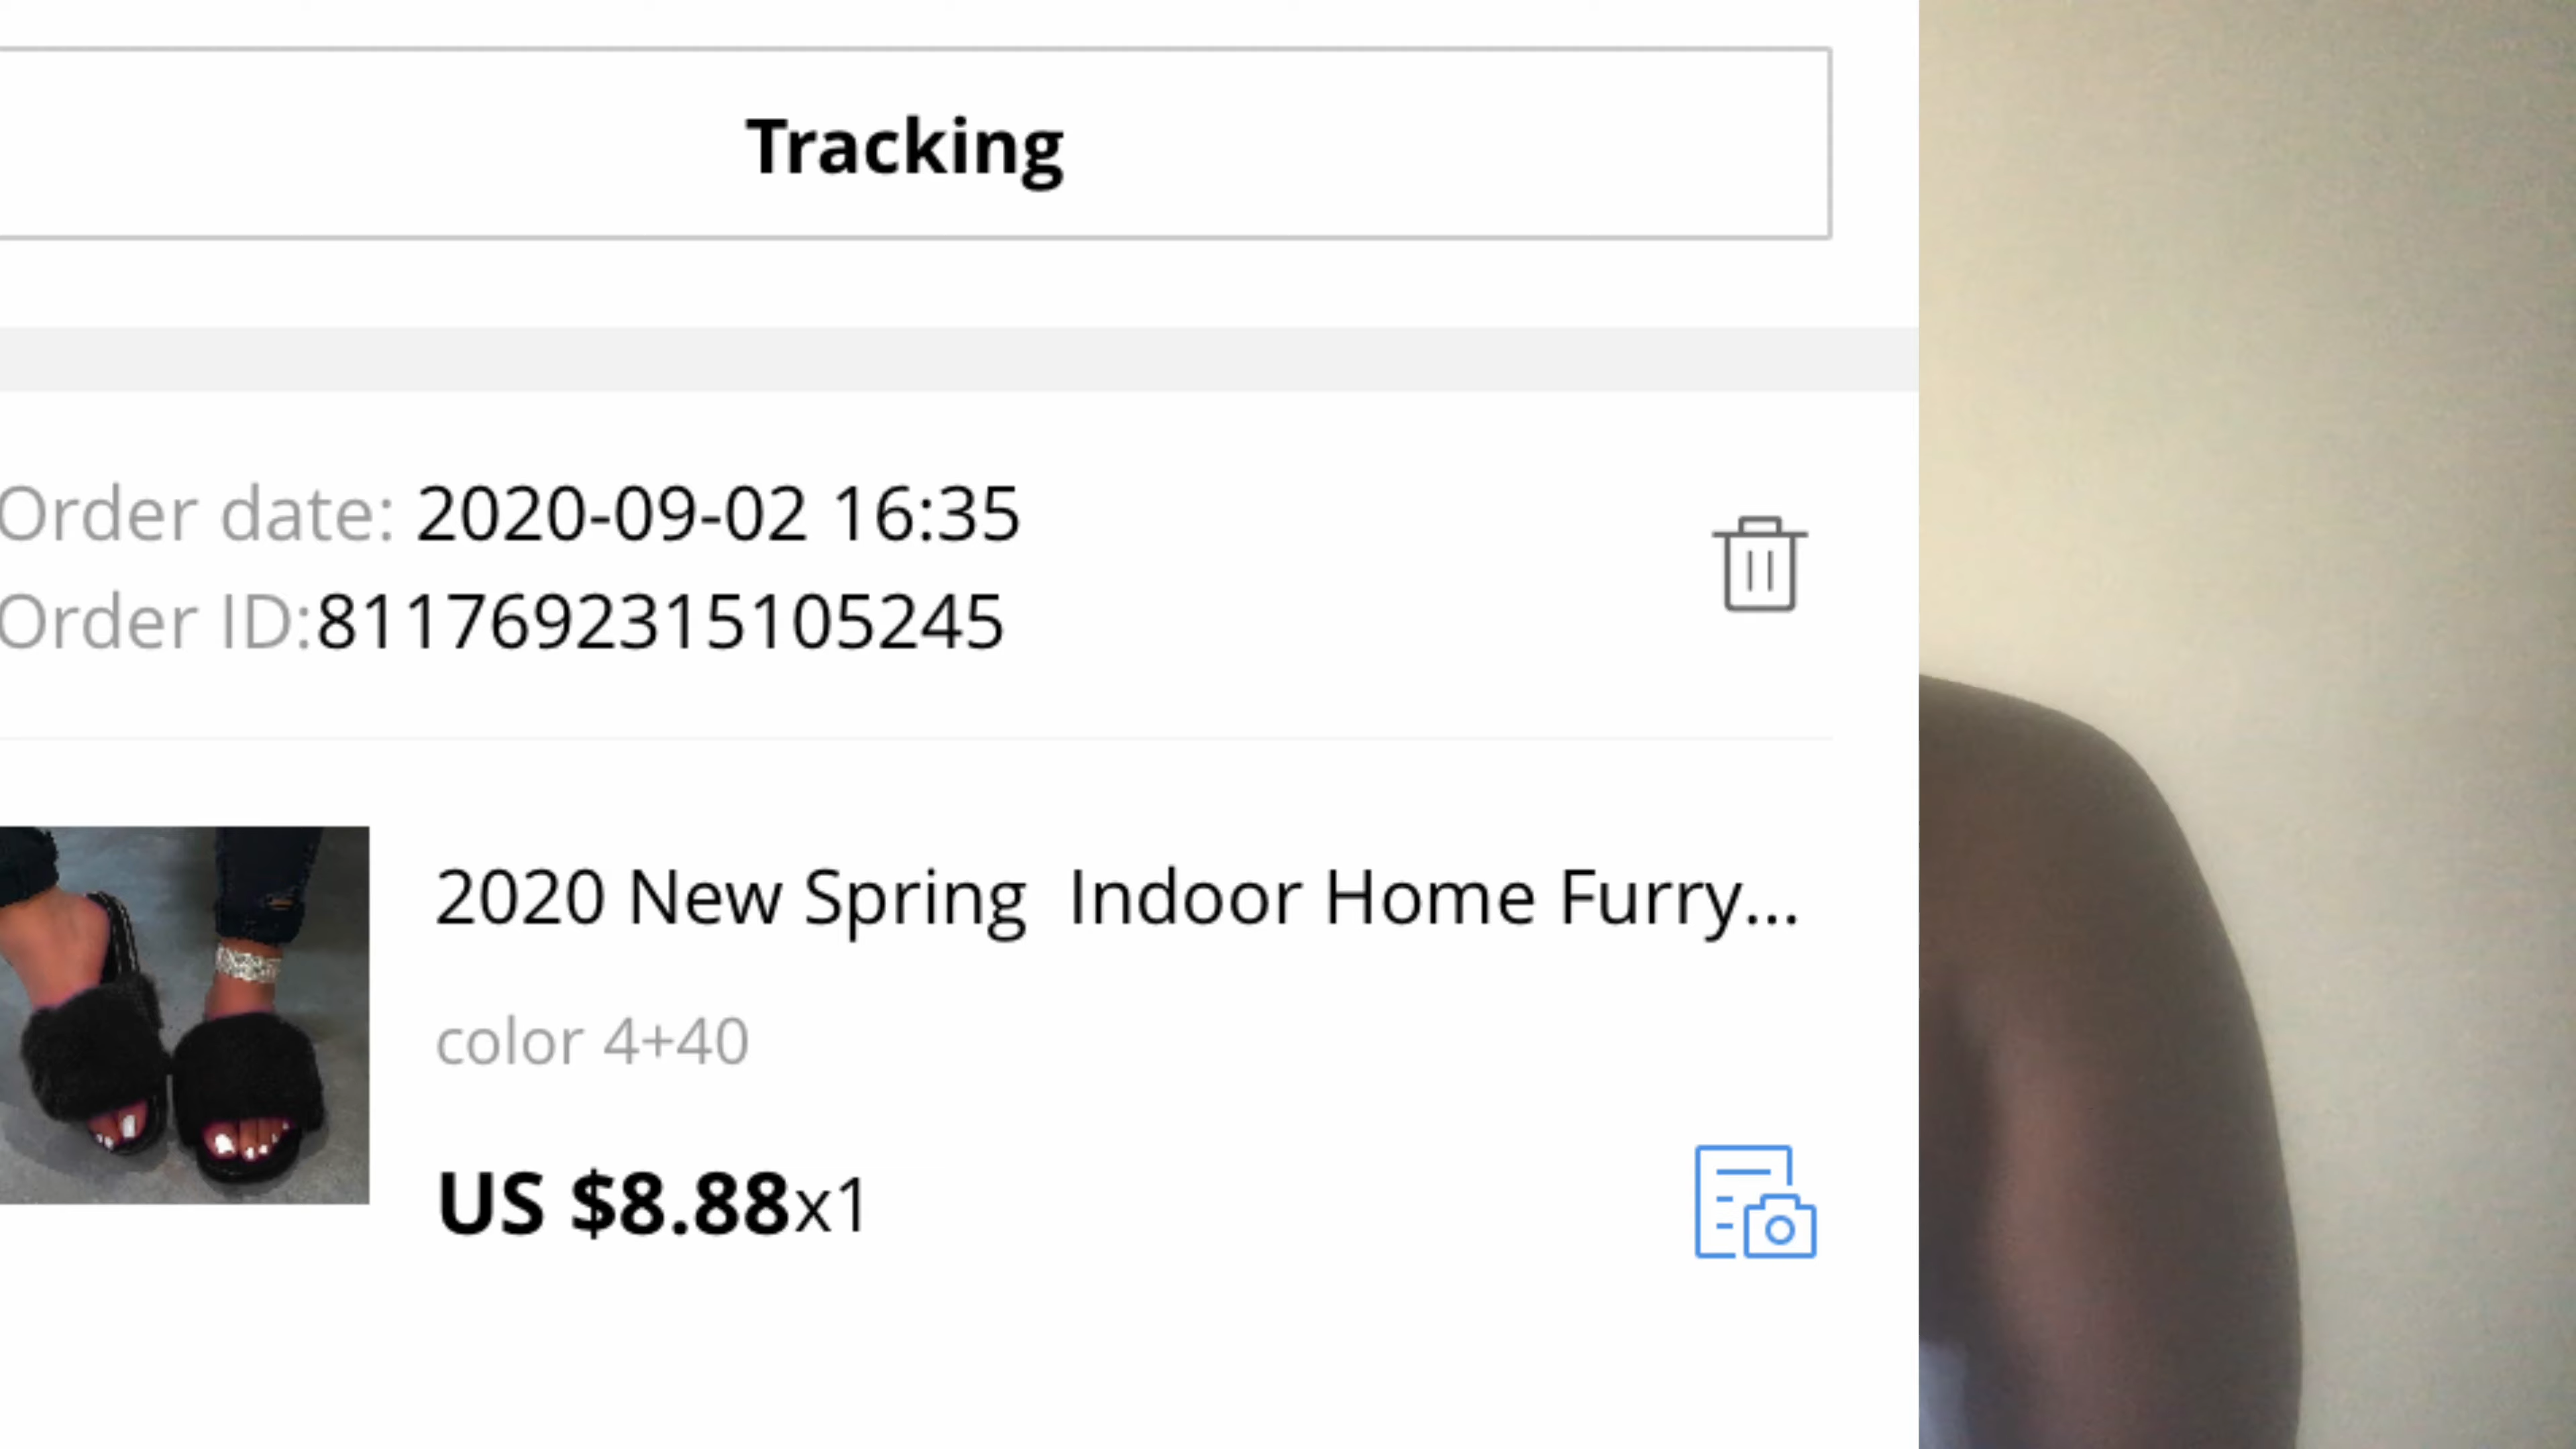 Tracking
Order date: 2020-09-02 16:35
Order ID:8117692315105245
2020 New Spring  Indoor Home Furry...
color 4+40
US $8.88x1